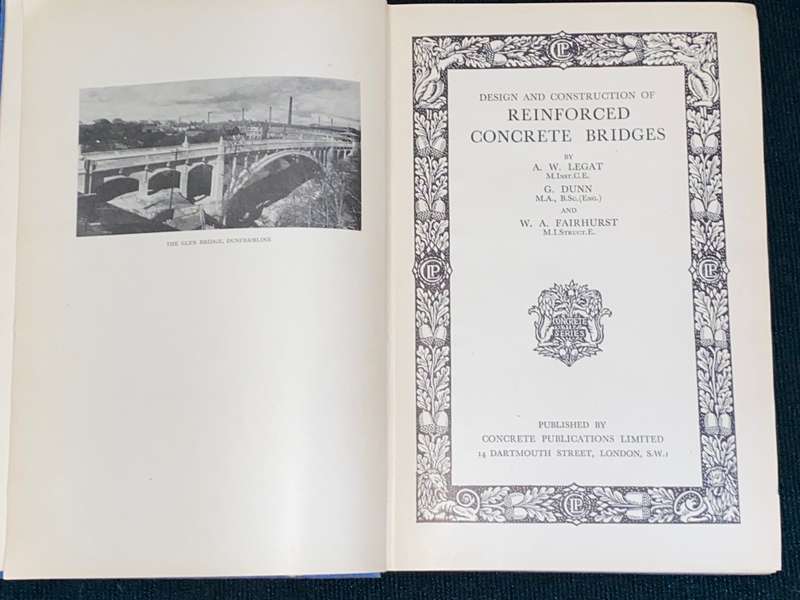 THE GLEN BRIDGE, DUNFERMLINE
DESIGN AND CONSTRUCTION OF
REINFORCED
CONCRETE BRIDGES
BY
A. W. LEGAT
M.INST.C.E.
G. DUNN
M.A., B.SC.(ENG.)
AND
W. A. FAIRHURST
M.I.STRUCT.E.
CONCRETE
SERIES
PUBLISHED BY
CONCRETE PUBLICATIONS LIMITED
14 DARTMOUTH STREET, LONDON, S.W.1